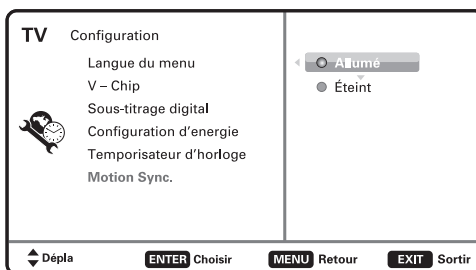 TV Configuration
Langue du menu
V – Chip
Sous-titrage digital
Configuration d'energie
Temporisateur d'horloge
Motion Sync.
Allumé
Éteint
Dépla ENTER Choisir MENU Retour EXIT Sortir